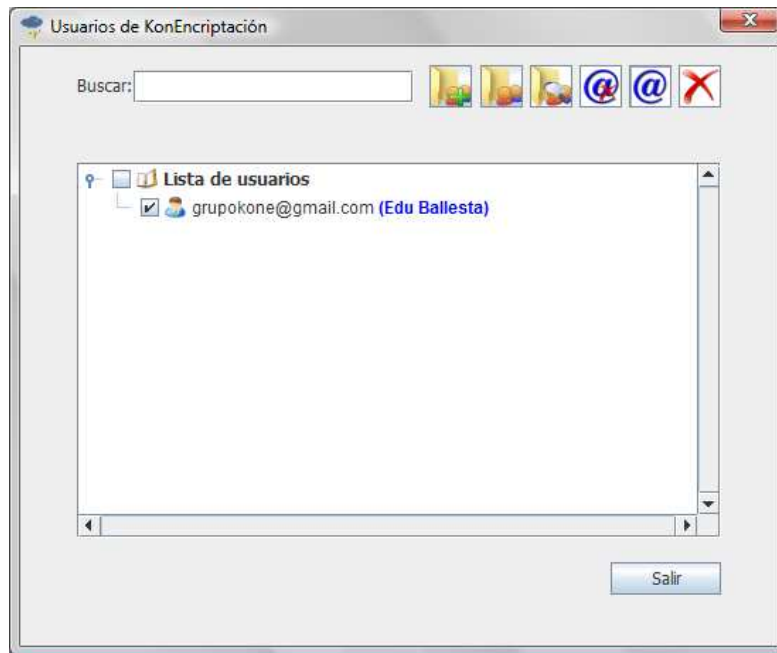 Usuarios de KonEncriptación
Buscar:
Lista de usuarios
grupokone@gmail.com (Edu Ballesta)
Salir